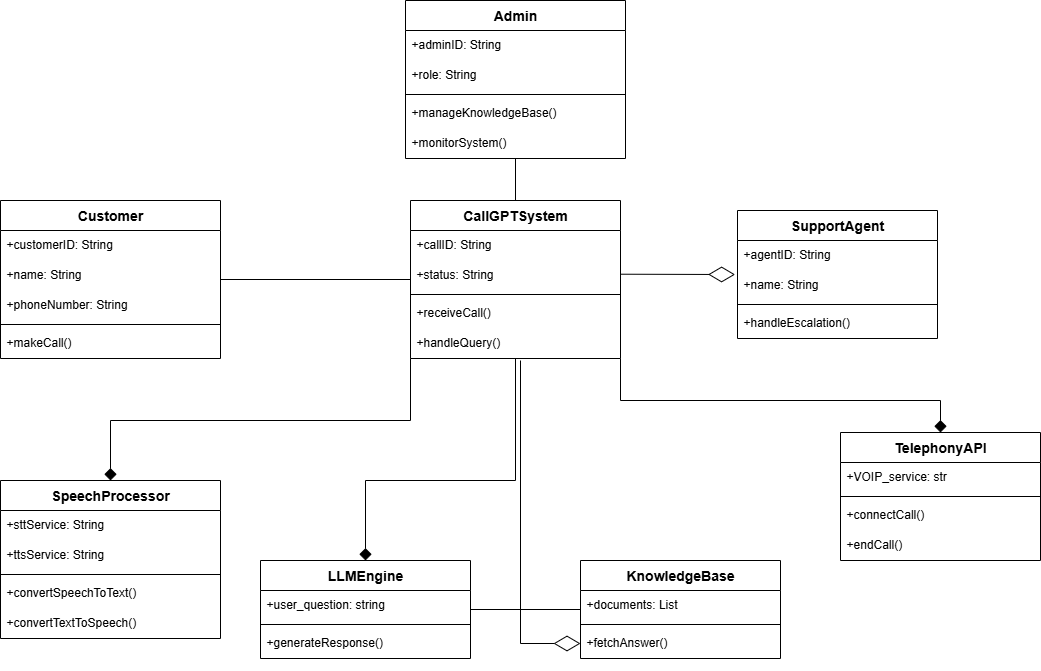 Admin
+adminID: String
+role: String
+manageKnowledgeBase()
+monitorSystem()
Customer
+customerID: String
+name: String
+phoneNumber: String
+makeCall()
CallGPTSystem
+callID: String
+status: String
+receiveCall()
+handleQuery()
SupportAgent
+agentID: String
+name: String
+handleEscalation()
TelephonyAPI
+VOIP_service: str
+connectCall()
+endCall()
SpeechProcessor
+sttService: String
+ttsService: String
+convertSpeechToText()
+convertTextToSpeech()
LLMEngine
+user_question: string
+generateResponse()
KnowledgeBase
+documents: List
+fetchAnswer()